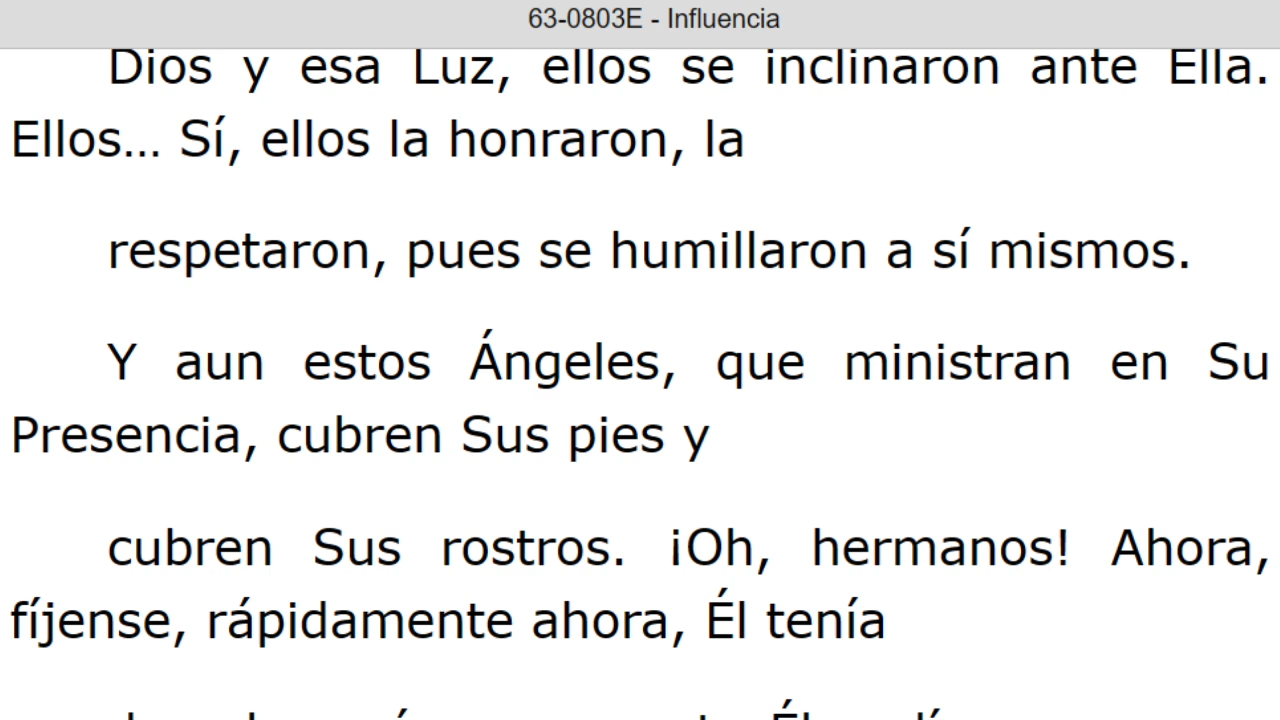 63-0803E - Influencia
Dios y esa Luz, ellos se inclinaron ante Ella.
Ellos… Sí, ellos la honraron, la
respetaron, pues se humillaron a sí mismos.
Y aun estos Ángeles, que ministran en Su
Presencia, cubren Sus pies y
cubren Sus rostros. ¡Oh, hermanos! Ahora,
fíjense, rápidamente ahora, Él tenía